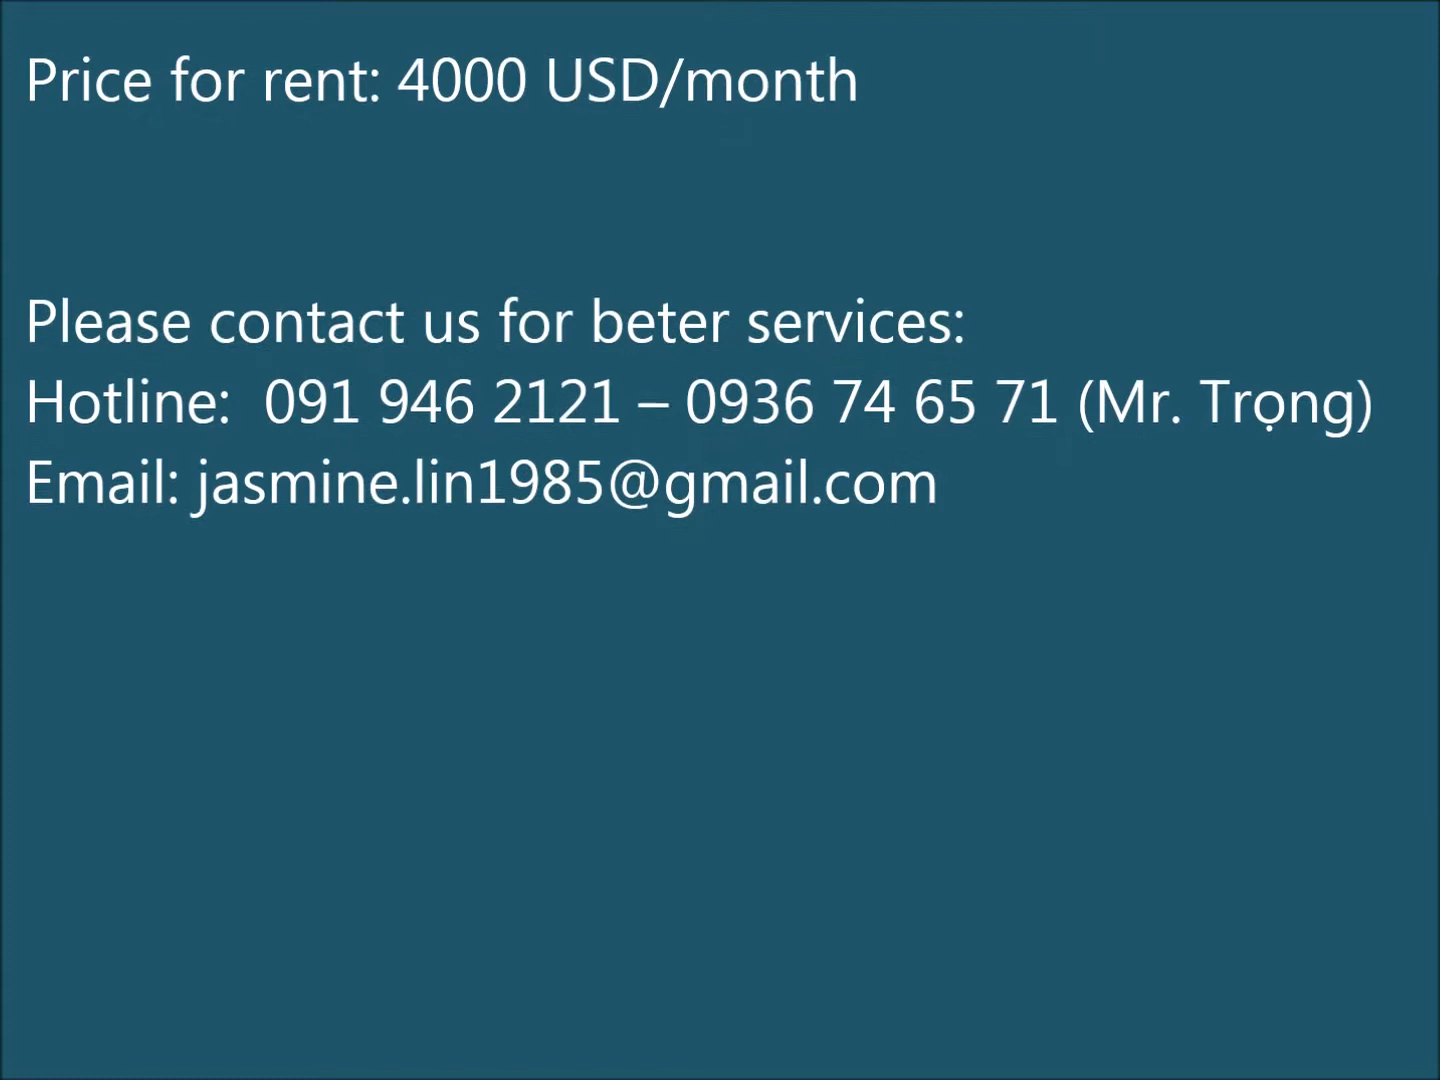 Price for rent: 4000 USD/month
Please contact us for beter services:
Hotline:  091 946 2121 – 0936 74 65 71 (Mr. Trọng)
Email: jasmine.lin1985@gmail.com